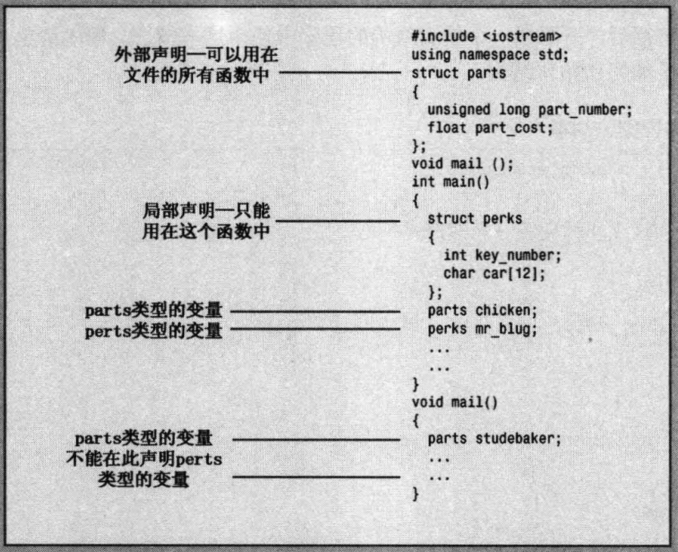 外部声明—可以用在
文件的所有函数中
#include <iostream>
using namespace std;
struct parts
{
unsigned long part_number;
float part_cost;
};
void mail ();
int main()
{
局部声明—只能
用在这个函数中
struct perks
{
int key_number;
char car[12];
};
parts类型的变量
parts chicken;
perts类型的变量
perks mr_blug;
...
...
}
void mail()
{
parts类型的变量
parts studebaker;
不能在此声明perts
类型的变量
...
...
}